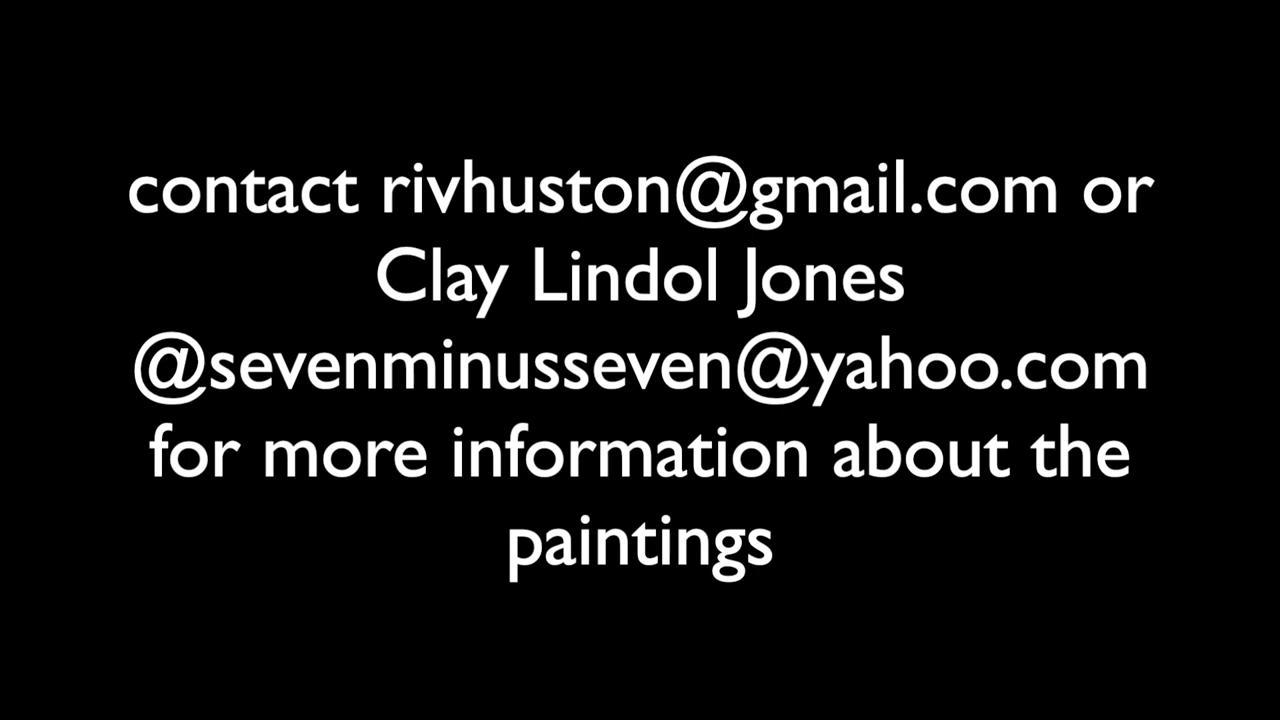 contact rivhuston@gmail.com or
Clay Lindol Jones
@sevenminusseven@yahoo.com
for more information about the
paintings